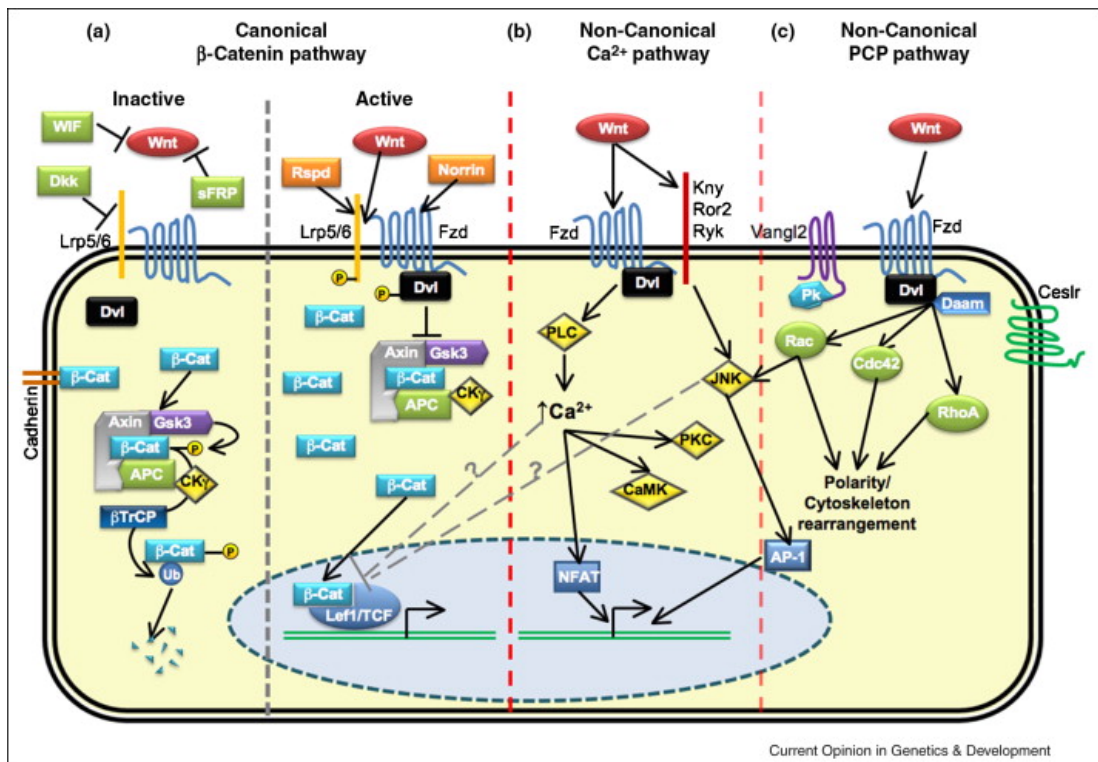 (a)
Canonical
β-Catenin pathway
(b)
Non-Canonical
Ca²⁺ pathway
(c)
Non-Canonical
PCP pathway
Inactive
WIF
Wnt
Dkk
sFRP
Lrp5/6
Dvl
Cadherin
β-Cat
β-Cat
Axin
Gsk3
β-Cat
P
APC
CKγ
βTrCP
β-Cat
P
Ub
Active
Wnt
Rspd
Norrin
Lrp5/6
Fzd
P
P
Dvl
β-Cat
Axin
Gsk3
β-Cat
β-Cat
APC
CKγ
β-Cat
β-Cat
β-Cat
Lef1/TCF
Wnt
Kny
Ror2
Ryk
Fzd
Dvl
PLC
JNK
Ca²⁺
?
?
PKC
CaMK
NFAT
AP-1
Wnt
Vangl2
Fzd
Pk
Dvl
Daam
Ceslr
Rac
Cdc42
RhoA
Polarity/
Cytoskeleton
rearrangement
Current Opinion in Genetics & Development